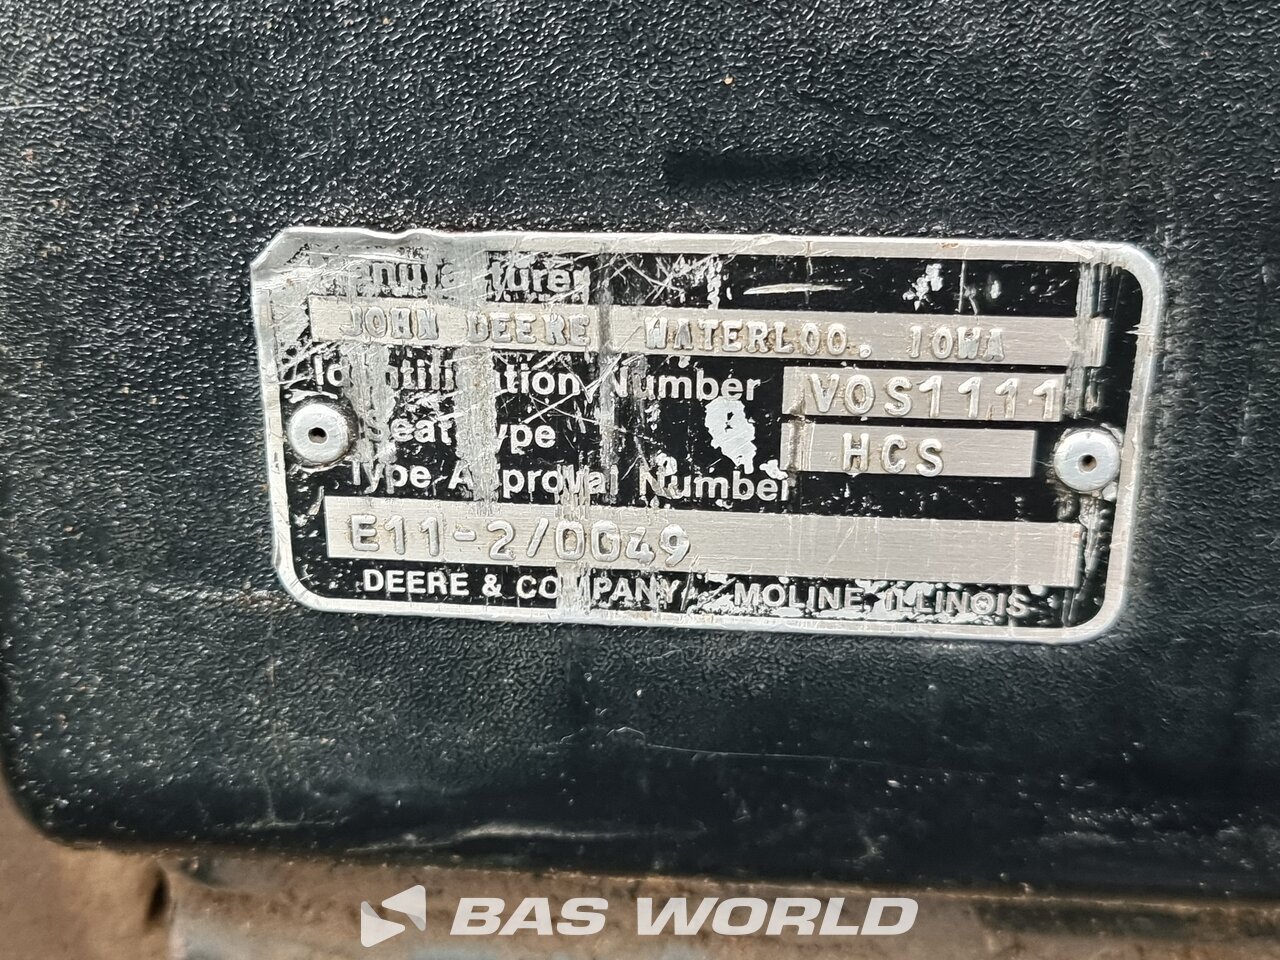 Manufacturer
JOHN DEERE WATERLOO. IOWA
Identification Number VOS1111
Seat Type HCS
Type Approval Number
E11-2/0049
DEERE & COMPANY MOLINE, ILLINOIS
BAS WORLD